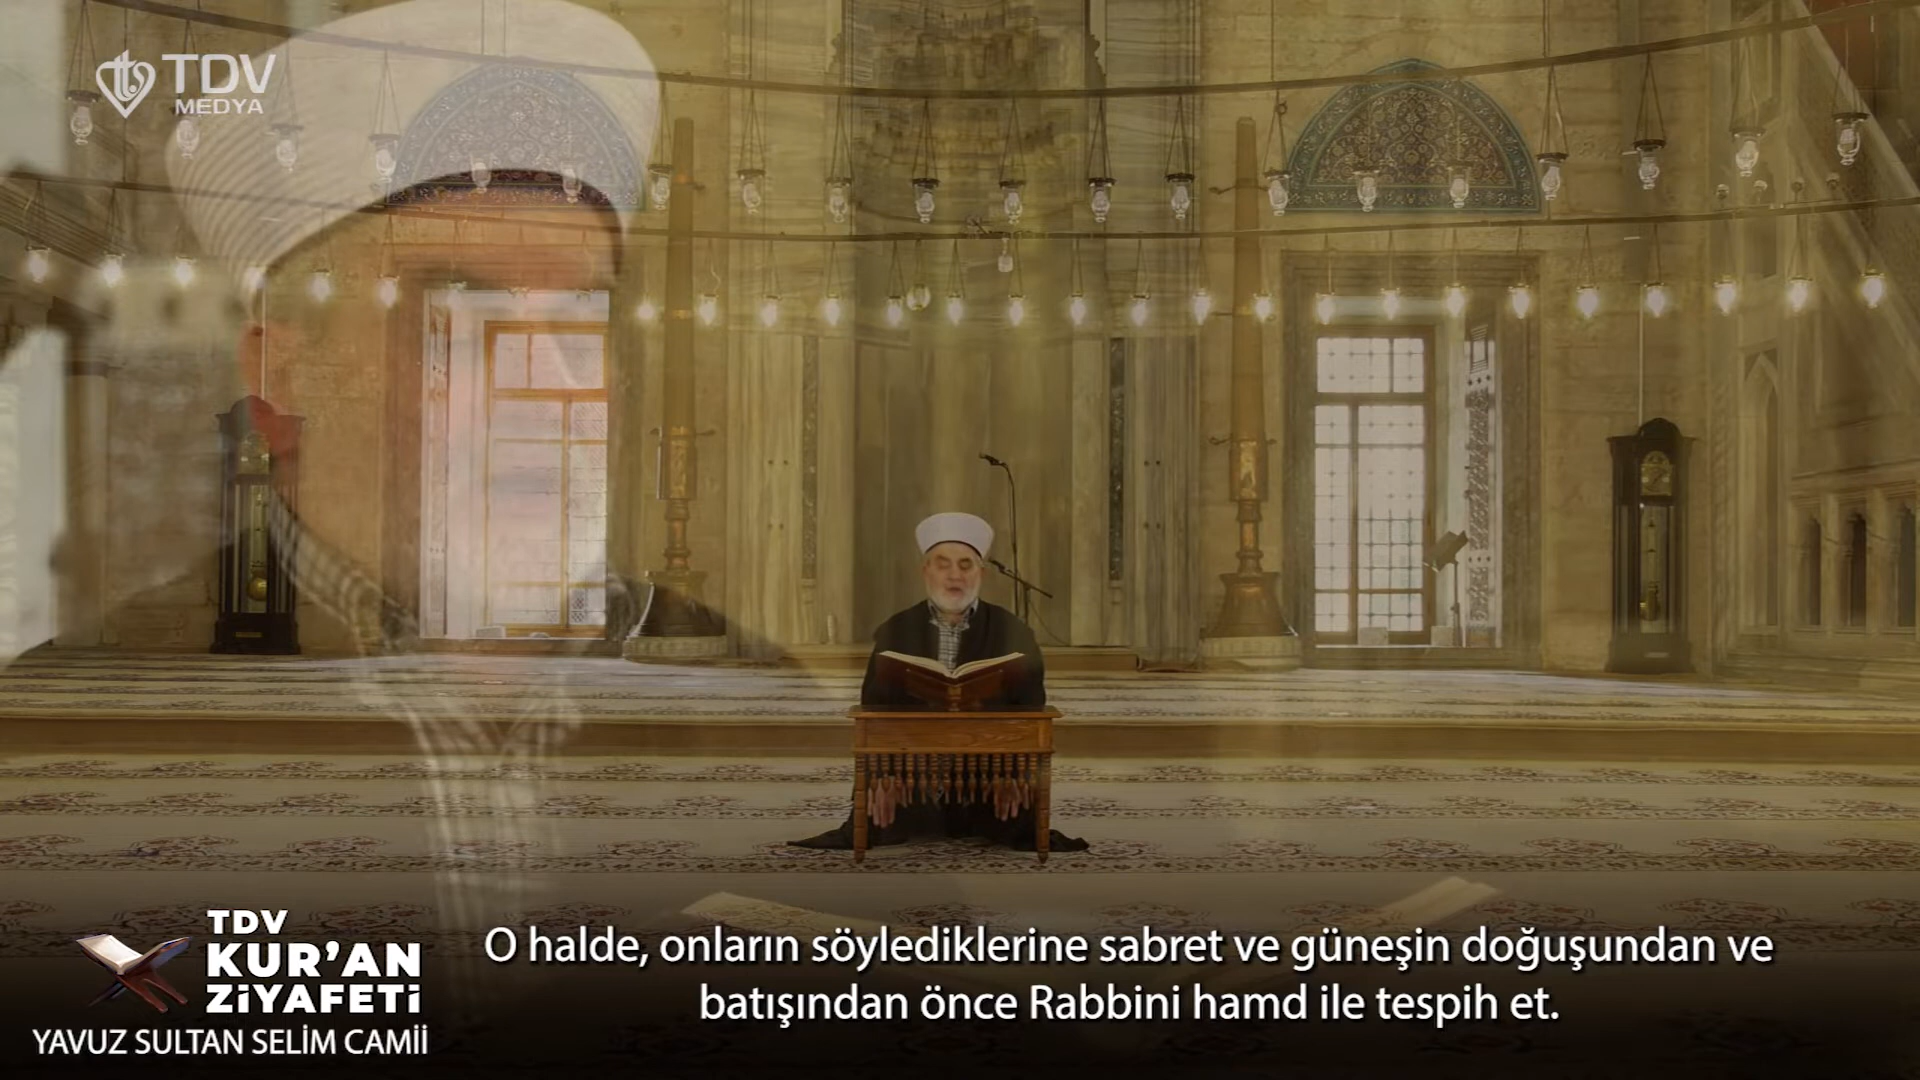 TDV
MEDYA
TDV
KUR'AN
ZİYAFETİ
YAVUZ SULTAN SELİM CAMİİ
O halde, onların söylediklerine sabret ve güneşin doğuşundan ve
batışından önce Rabbini hamd ile tespih et.